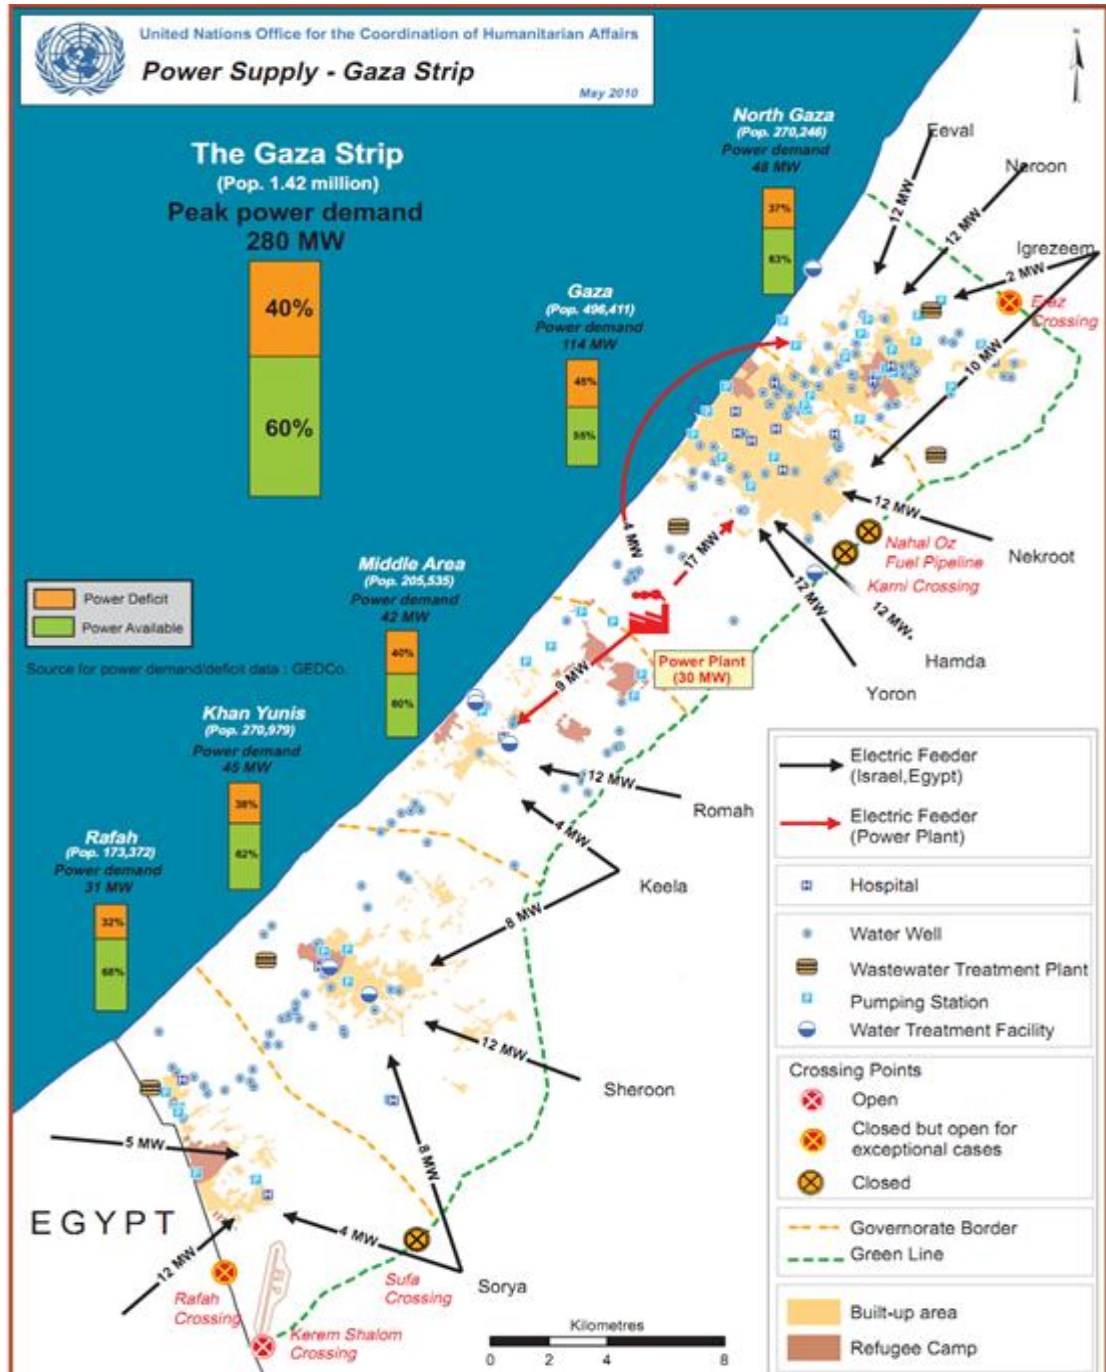 United Nations Office for the Coordination of Humanitarian Affairs
Power Supply - Gaza Strip
May 2010
N
The Gaza Strip
(Pop. 1.42 million)
Peak power demand
280 MW
40%
60%
North Gaza
(Pop. 270,246)
Power demand
48 MW
37%
63%
Gaza
(Pop. 496,411)
Power demand
114 MW
45%
55%
Middle Area
(Pop. 205,535)
Power demand
42 MW
40%
60%
Khan Yunis
(Pop. 270,979)
Power demand
45 MW
38%
62%
Rafah
(Pop. 173,372)
Power demand
31 MW
32%
68%
Power Deficit
Power Available
Source for power demand/deficit data : GEDCo.
Eeval
12 MW
Neroon
12 MW
Igrezeem
2 MW
10 MW
Erez
Crossing
12 MW
Nekroot
Nahal Oz
Fuel Pipeline
Karni Crossing
12 MW
Hamda
12 MW
Yoron
4 MW
17 MW
9 MW
Power Plant
(30 MW)
12 MW
Romah
4 MW
Keela
8 MW
12 MW
Sheroon
8 MW
4 MW
Sorya
5 MW
12 MW
EGYPT
Rafah
Crossing
Sufa
Crossing
Kerem Shalom
Crossing
Kilometres
0 2 4 8
Electric Feeder
(Israel,Egypt)
Electric Feeder
(Power Plant)
Hospital
Water Well
Wastewater Treatment Plant
Pumping Station
Water Treatment Facility
Crossing Points
Open
Closed but open for
exceptional cases
Closed
Governorate Border
Green Line
Built-up area
Refugee Camp